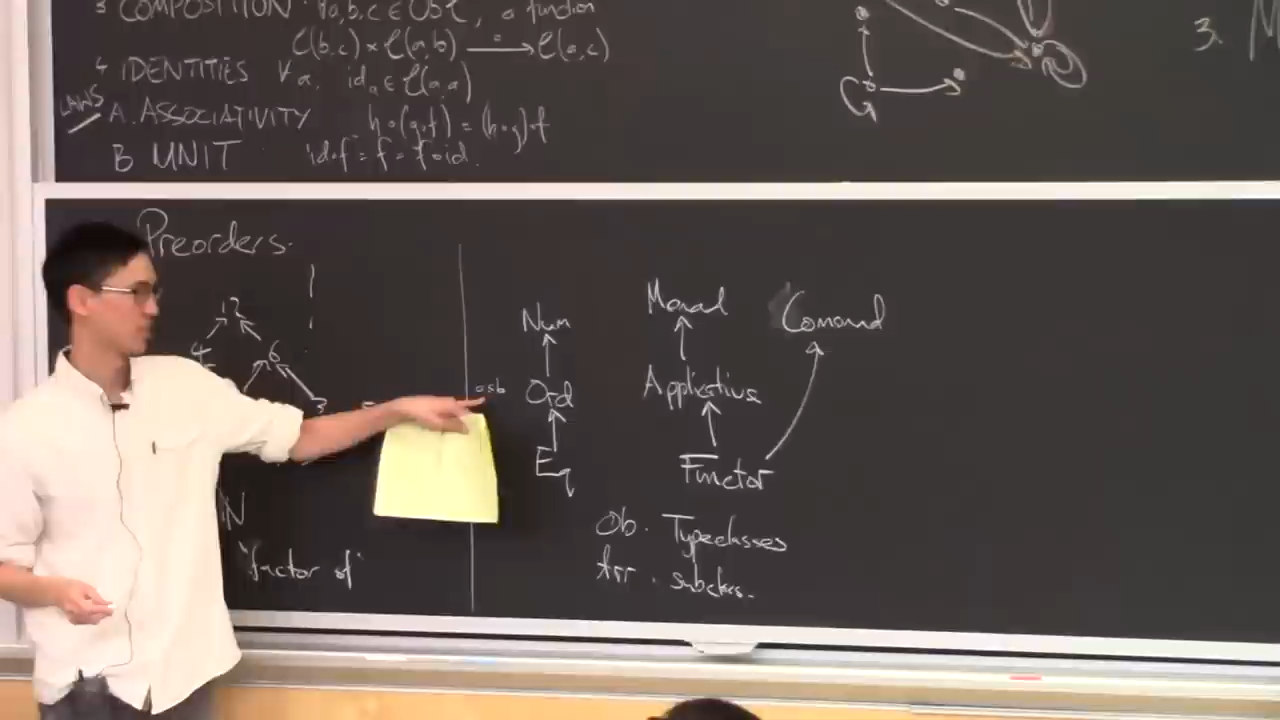 3 COMPOSITION ∀a,b,c ∈ Ob C, a function
C(b,c) × C(a,b) ⟶ C(a,c)
4 IDENTITIES ∀a, id_a ∈ C(a,a)
LAWS
A. ASSOCIATIVITY h∘(g∘f) = (h∘g)∘f
B UNIT id∘f = f = f∘id.
G
3.
Preorders.
12
4 6
3
"factor of"
a≤b
Num
Ord
Eq
Monad
Applicative
Functor
Comonad
Ob. Typeclasses
Arr. subclass.